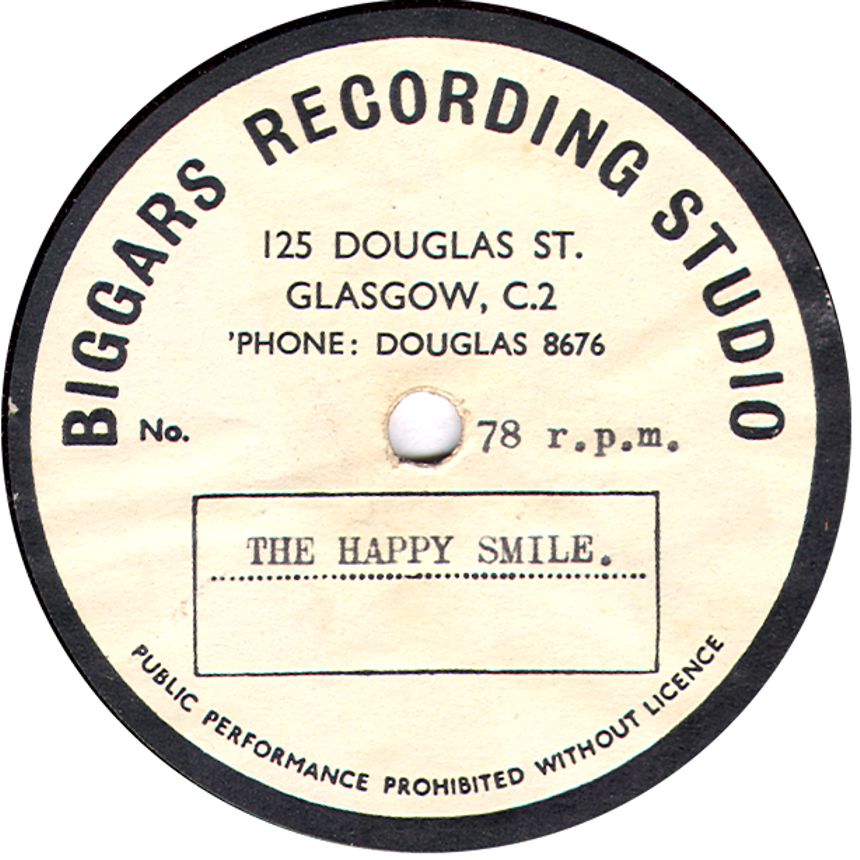 BIGGARS RECORDING STUDIO
125 DOUGLAS ST.
GLASGOW, C.2
'PHONE: DOUGLAS 8676
No. 78 r.p.m.
THE HAPPY SMILE.
PUBLIC PERFORMANCE PROHIBITED WITHOUT LICENCE